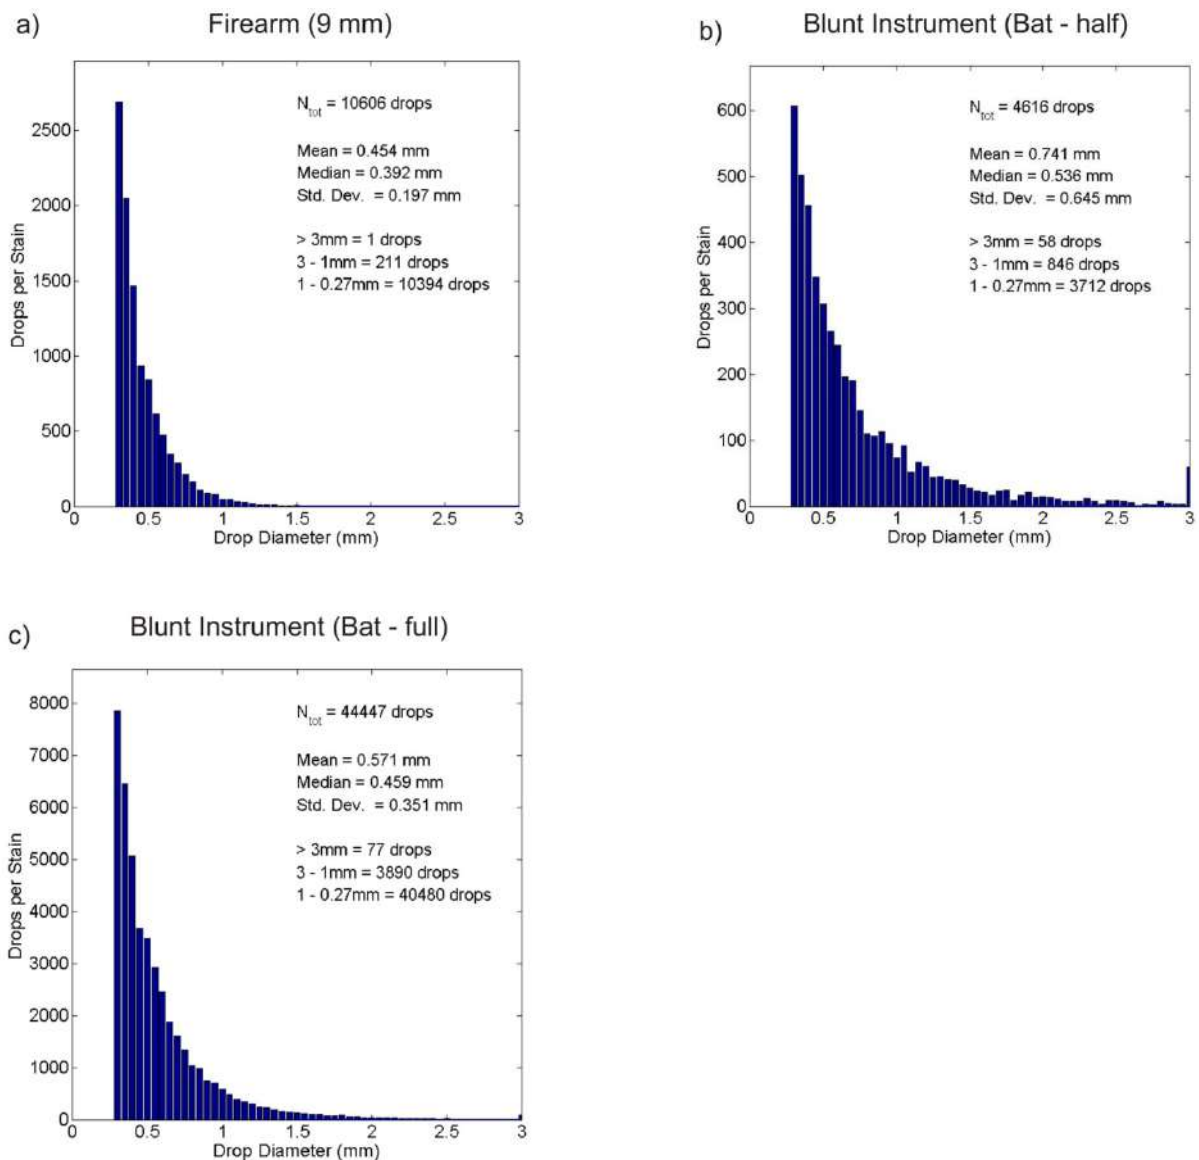 a)
Firearm (9 mm)
N_tot = 10606 drops
Mean = 0.454 mm
Median = 0.392 mm
Std. Dev. = 0.197 mm
> 3mm = 1 drops
3 - 1mm = 211 drops
1 - 0.27mm = 10394 drops
Drops per Stain
2500
2000
1500
1000
500
0
0 0.5 1 2 3
Drop Diameter (mm)
b)
Blunt Instrument (Bat - half)
N_tot = 4616 drops
Mean = 0.741 mm
Median = 0.536 mm
Std. Dev. = 0.645 mm
> 3mm = 58 drops
3 - 1mm = 846 drops
1 - 0.27mm = 3712 drops
Drops per Stain
600
500
400
300
200
100
0
0 0.5 1 1.5 2 2.5 3
Drop Diameter (mm)
c)
Blunt Instrument (Bat - full)
N_tot = 44447 drops
Mean = 0.571 mm
Median = 0.459 mm
Std. Dev. = 0.351 mm
> 3mm = 77 drops
3 - 1mm = 3890 drops
1 - 0.27mm = 40480 drops
Drops per Stain
8000
7000
6000
5000
4000
3000
2000
1000
0
0 0.5 1 1.5 2 2.5 3
Drop Diameter (mm)